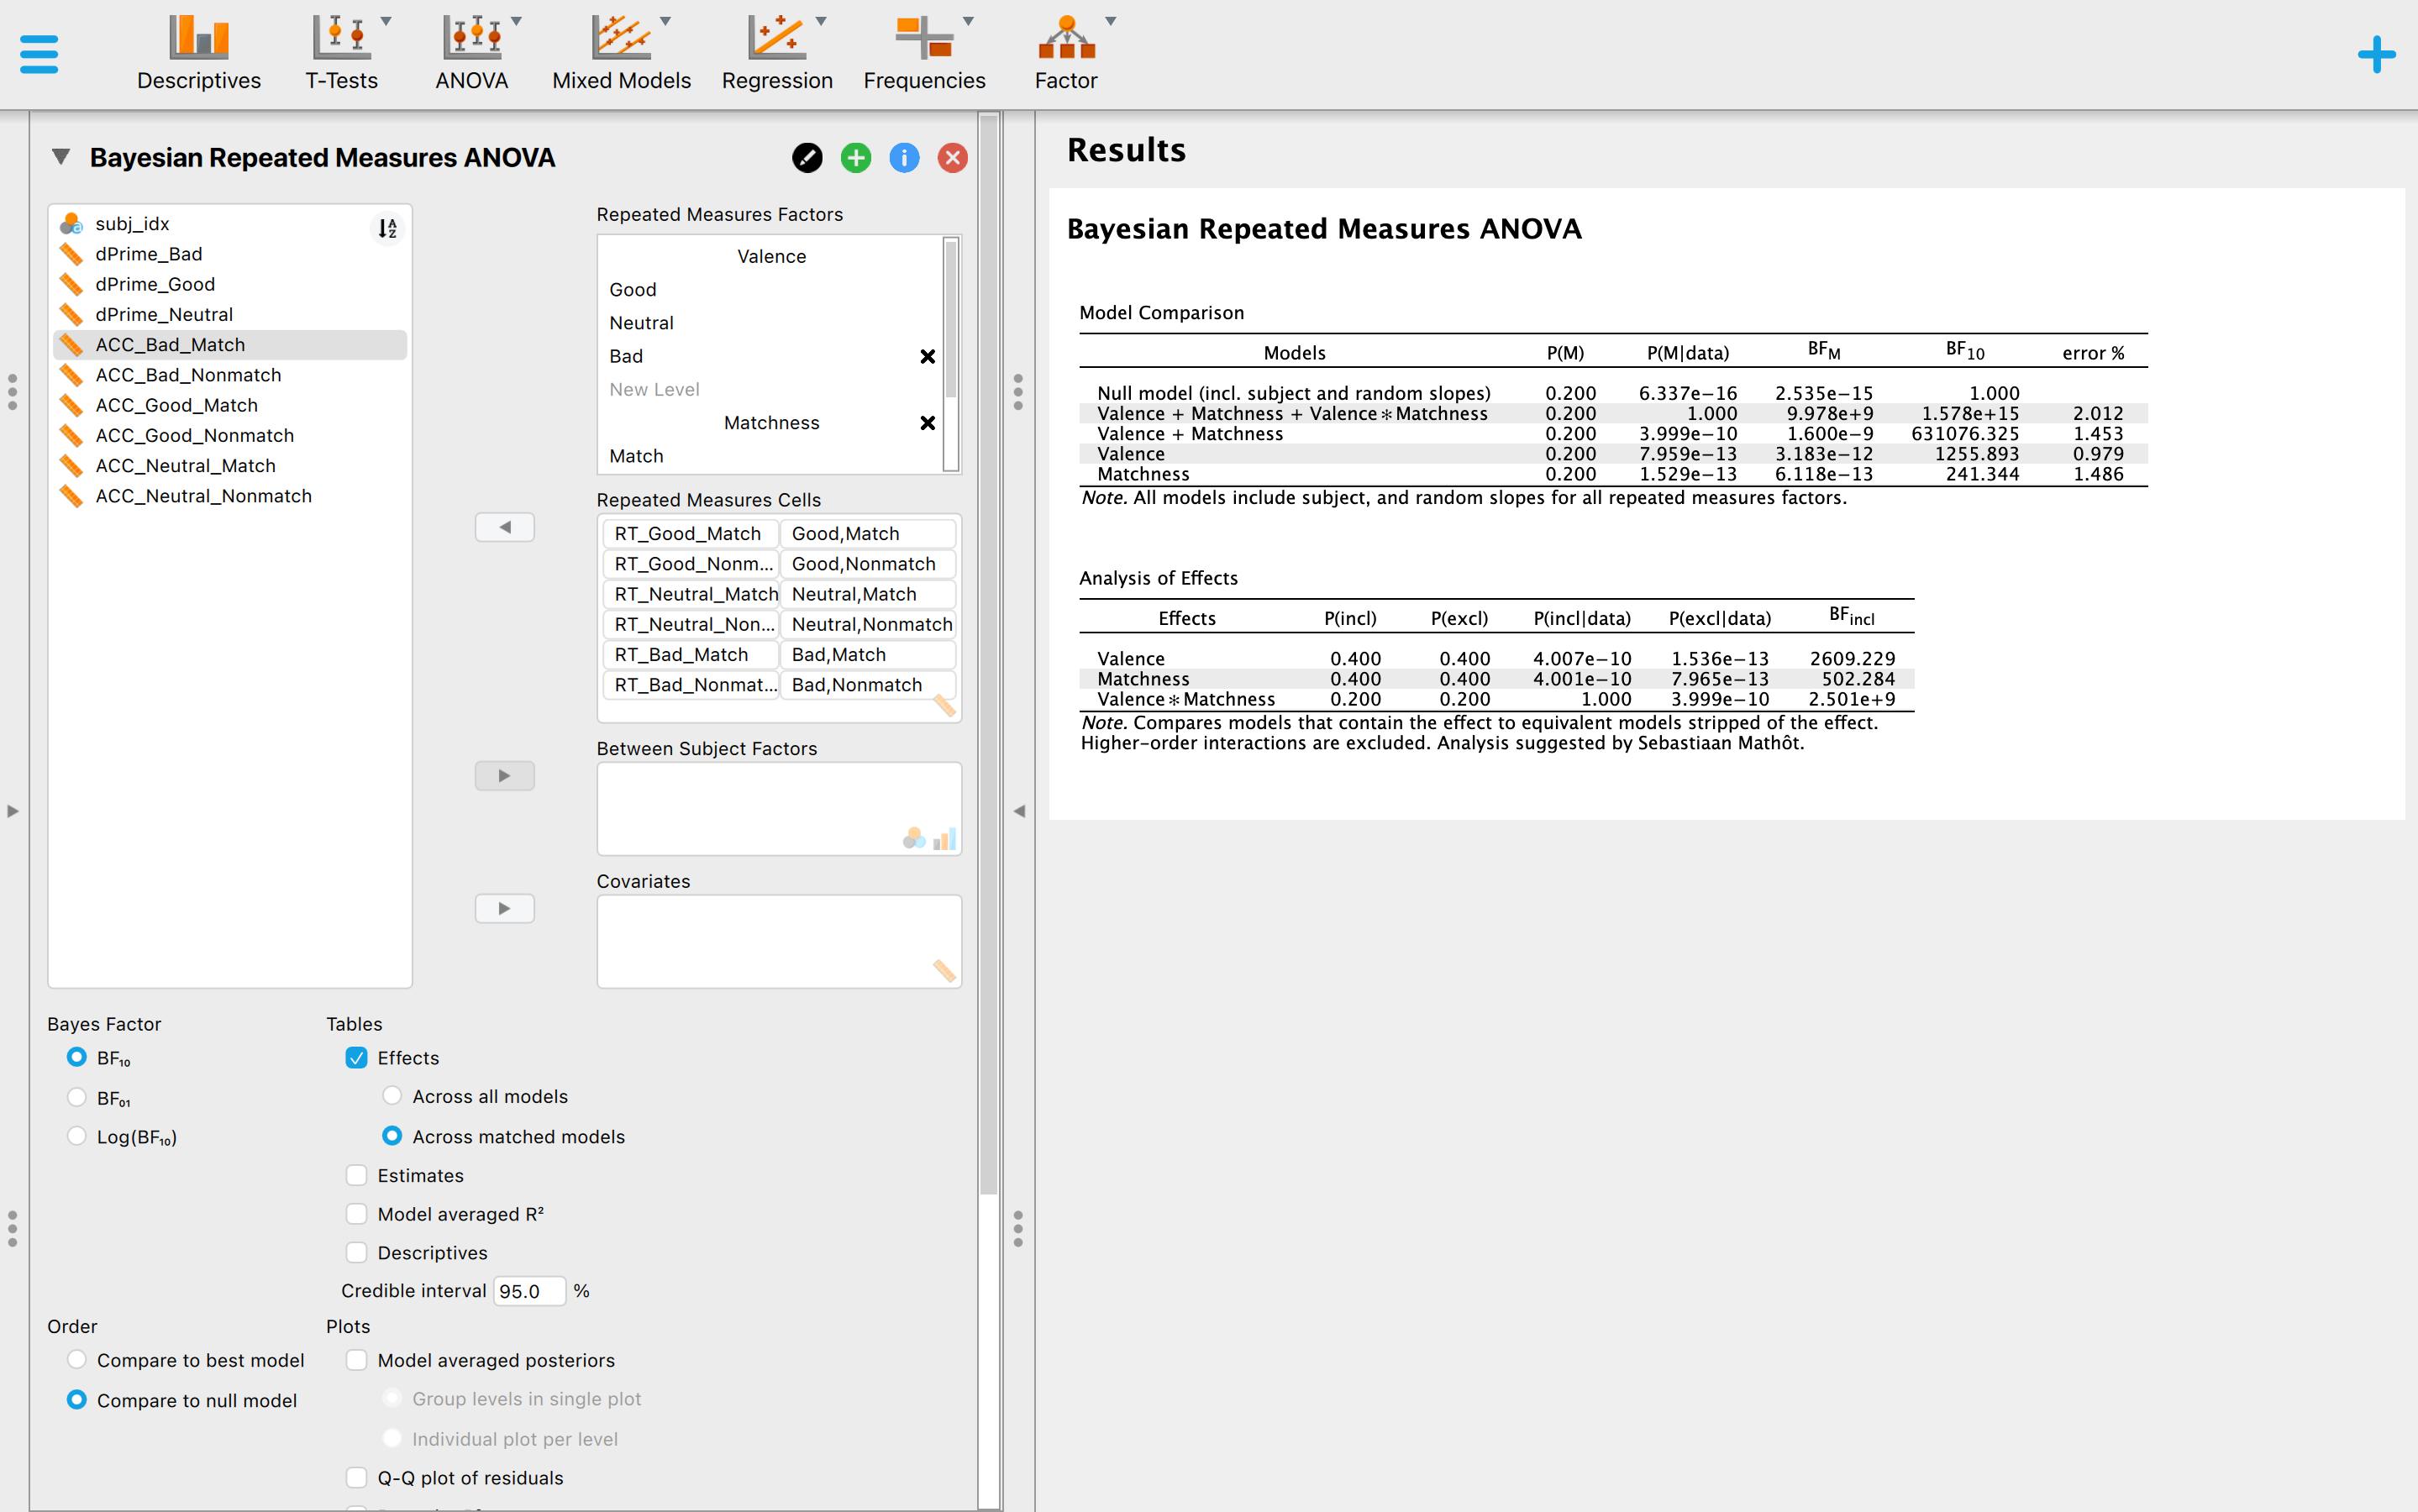 Descriptives
T-Tests
ANOVA
Mixed Models
Regression
Frequencies
Factor
Bayesian Repeated Measures ANOVA
subj_idx
dPrime_Bad
dPrime_Good
dPrime_Neutral
ACC_Bad_Match
ACC_Bad_Nonmatch
ACC_Good_Match
ACC_Good_Nonmatch
ACC_Neutral_Match
ACC_Neutral_Nonmatch
Repeated Measures Factors
Valence
Good
Neutral
Bad
New Level
Matchness
Match
Repeated Measures Cells
RT_Good_Match Good,Match
RT_Good_Nonm... Good,Nonmatch
RT_Neutral_Match Neutral,Match
RT_Neutral_Non... Neutral,Nonmatch
RT_Bad_Match Bad,Match
RT_Bad_Nonmat... Bad,Nonmatch
Between Subject Factors
Covariates
Bayes Factor
BF₁₀
BF₀₁
Log(BF₁₀)
Tables
Effects
Across all models
Across matched models
Estimates
Model averaged R²
Descriptives
Credible interval 95.0 %
Order
Compare to best model
Compare to null model
Plots
Model averaged posteriors
Group levels in single plot
Individual plot per level
Q-Q plot of residuals
Results
Bayesian Repeated Measures ANOVA
Model Comparison
Models P(M) P(M|data) BF_M BF_10 error %
Null model (incl. subject and random slopes) 0.200 6.337e−16 2.535e−15 1.000
Valence + Matchness + Valence∗Matchness 0.200 1.000 9.978e+9 1.578e+15 2.012
Valence + Matchness 0.200 3.999e−10 1.600e−9 631076.325 1.453
Valence 0.200 7.959e−13 3.183e−12 1255.893 0.979
Matchness 0.200 1.529e−13 6.118e−13 241.344 1.486
Note. All models include subject, and random slopes for all repeated measures factors.
Analysis of Effects
Effects P(incl) P(excl) P(incl|data) P(excl|data) BF_incl
Valence 0.400 0.400 4.007e−10 1.536e−13 2609.229
Matchness 0.400 0.400 4.001e−10 7.965e−13 502.284
Valence∗Matchness 0.200 0.200 1.000 3.999e−10 2.501e+9
Note. Compares models that contain the effect to equivalent models stripped of the effect.
Higher−order interactions are excluded. Analysis suggested by Sebastiaan Mathôt.